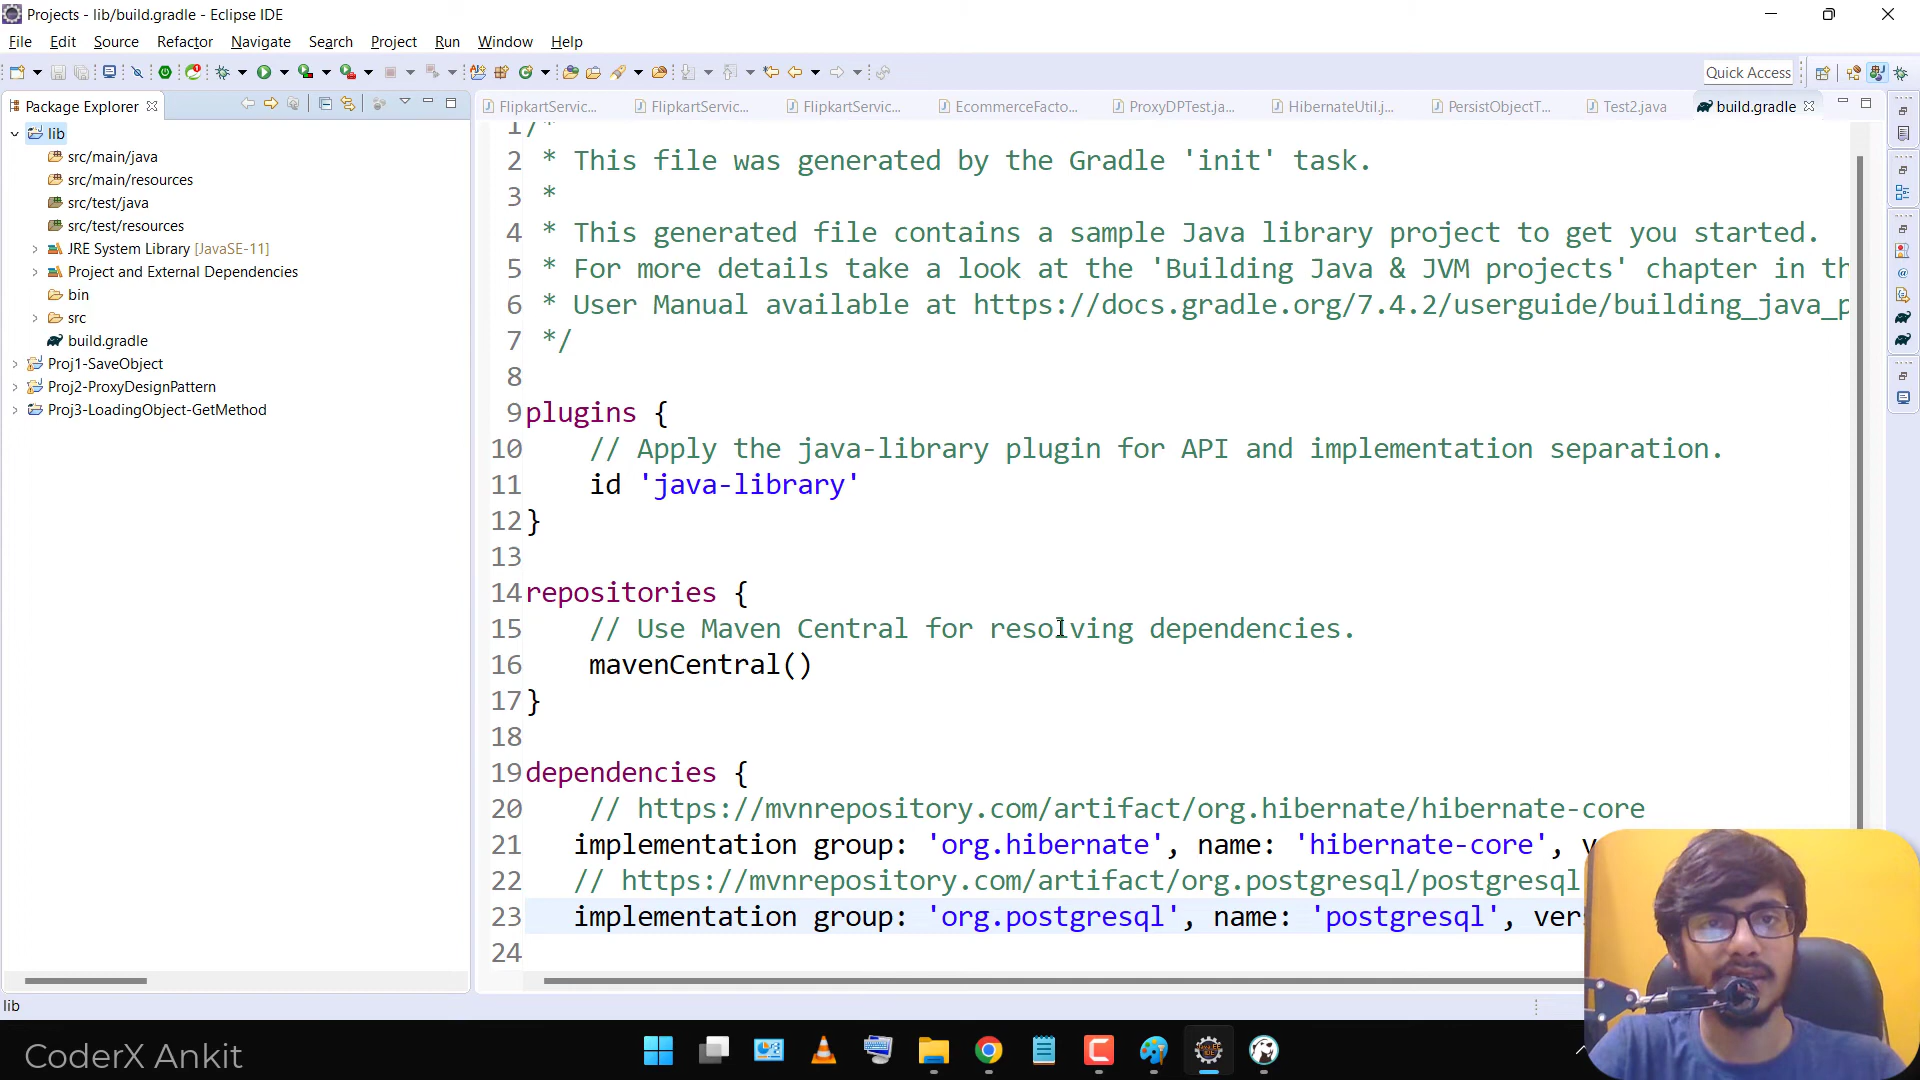 Projects - lib/build.gradle - Eclipse IDE
File Edit Source Refactor Navigate Search Project Run Window Help
Quick Access
Package Explorer
FlipkartServic... FlipkartServic... FlipkartServic... EcommerceFacto... ProxyDPTest.ja... HibernateUtil.j... PersistObjectT... Test2.java build.gradle
lib
src/main/java
src/main/resources
src/test/java
src/test/resources
JRE System Library [JavaSE-11]
Project and External Dependencies
bin
src
build.gradle
Proj1-SaveObject
Proj2-ProxyDesignPattern
Proj3-LoadingObject-GetMethod
1 /*
2 * This file was generated by the Gradle 'init' task.
3 *
4 * This generated file contains a sample Java library project to get you started.
5 * For more details take a look at the 'Building Java & JVM projects' chapter in th
6 * User Manual available at https://docs.gradle.org/7.4.2/userguide/building_java_p
7 */
8
9 plugins {
10 // Apply the java-library plugin for API and implementation separation.
11 id 'java-library'
12 }
13
14 repositories {
15 // Use Maven Central for resolving dependencies.
16 mavenCentral()
17 }
18
19 dependencies {
20 // https://mvnrepository.com/artifact/org.hibernate/hibernate-core
21 implementation group: 'org.hibernate', name: 'hibernate-core', v
22 // https://mvnrepository.com/artifact/org.postgresql/postgresql
23 implementation group: 'org.postgresql', name: 'postgresql', ver
24
lib
CoderX Ankit